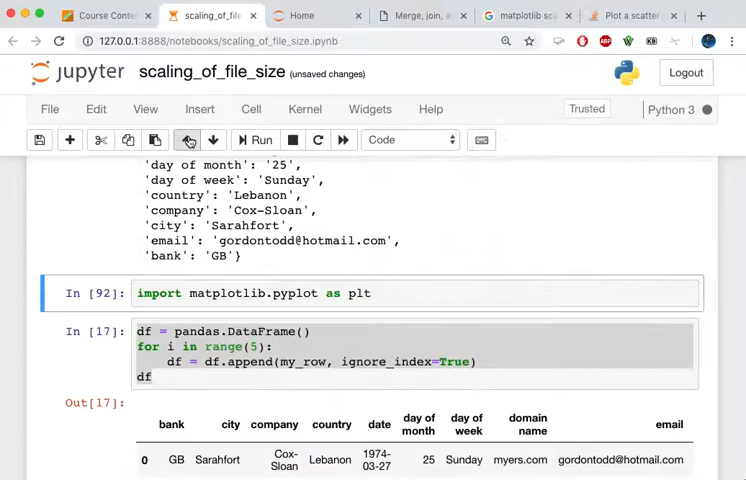 Course Conte
scaling_of_file
Home
Merge, join, a
matplotlib sc
Plot a scatter
127.0.0.1:8888/notebooks/scaling_of_file_size.ipynb
ABP
jupyter scaling_of_file_size (unsaved changes)
Logout
File Edit View Insert Cell Kernel Widgets Help Trusted Python 3
Run Code
'day of month': '25',
'day of week': 'Sunday',
'country': 'Lebanon',
'company': 'Cox-Sloan',
'city': 'Sarahfort',
'email': 'gordontodd@hotmail.com',
'bank': 'GB'}
In [92]: import matplotlib.pyplot as plt
In [17]: df = pandas.DataFrame()
for i in range(5):
df = df.append(my_row, ignore_index=True)
df
Out[17]:
bank city company country date day of month day of week domain name email
0 GB Sarahfort Cox-Sloan Lebanon 1974-03-27 25 Sunday myers.com gordontodd@hotmail.com